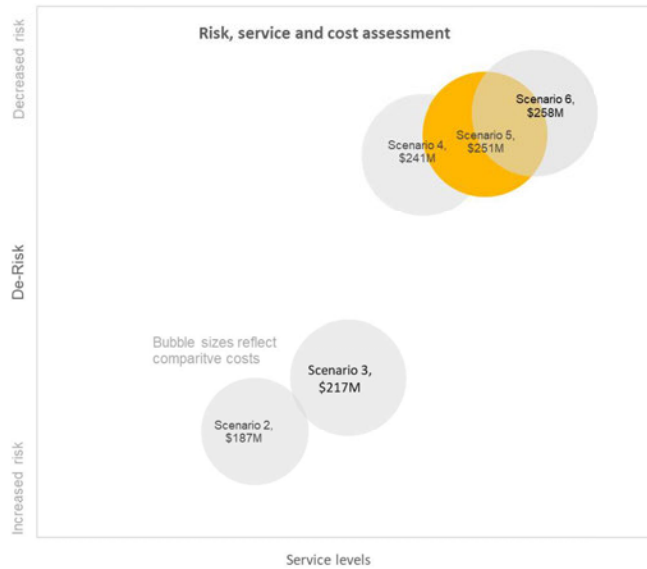 Risk, service and cost assessment
Decreased risk
De-Risk
Increased risk
Scenario 6,
$258M
Scenario 5,
$251M
Scenario 4,
$241M
Bubble sizes reflect
comparitve costs
Scenario 3,
$217M
Scenario 2,
$187M
Service levels